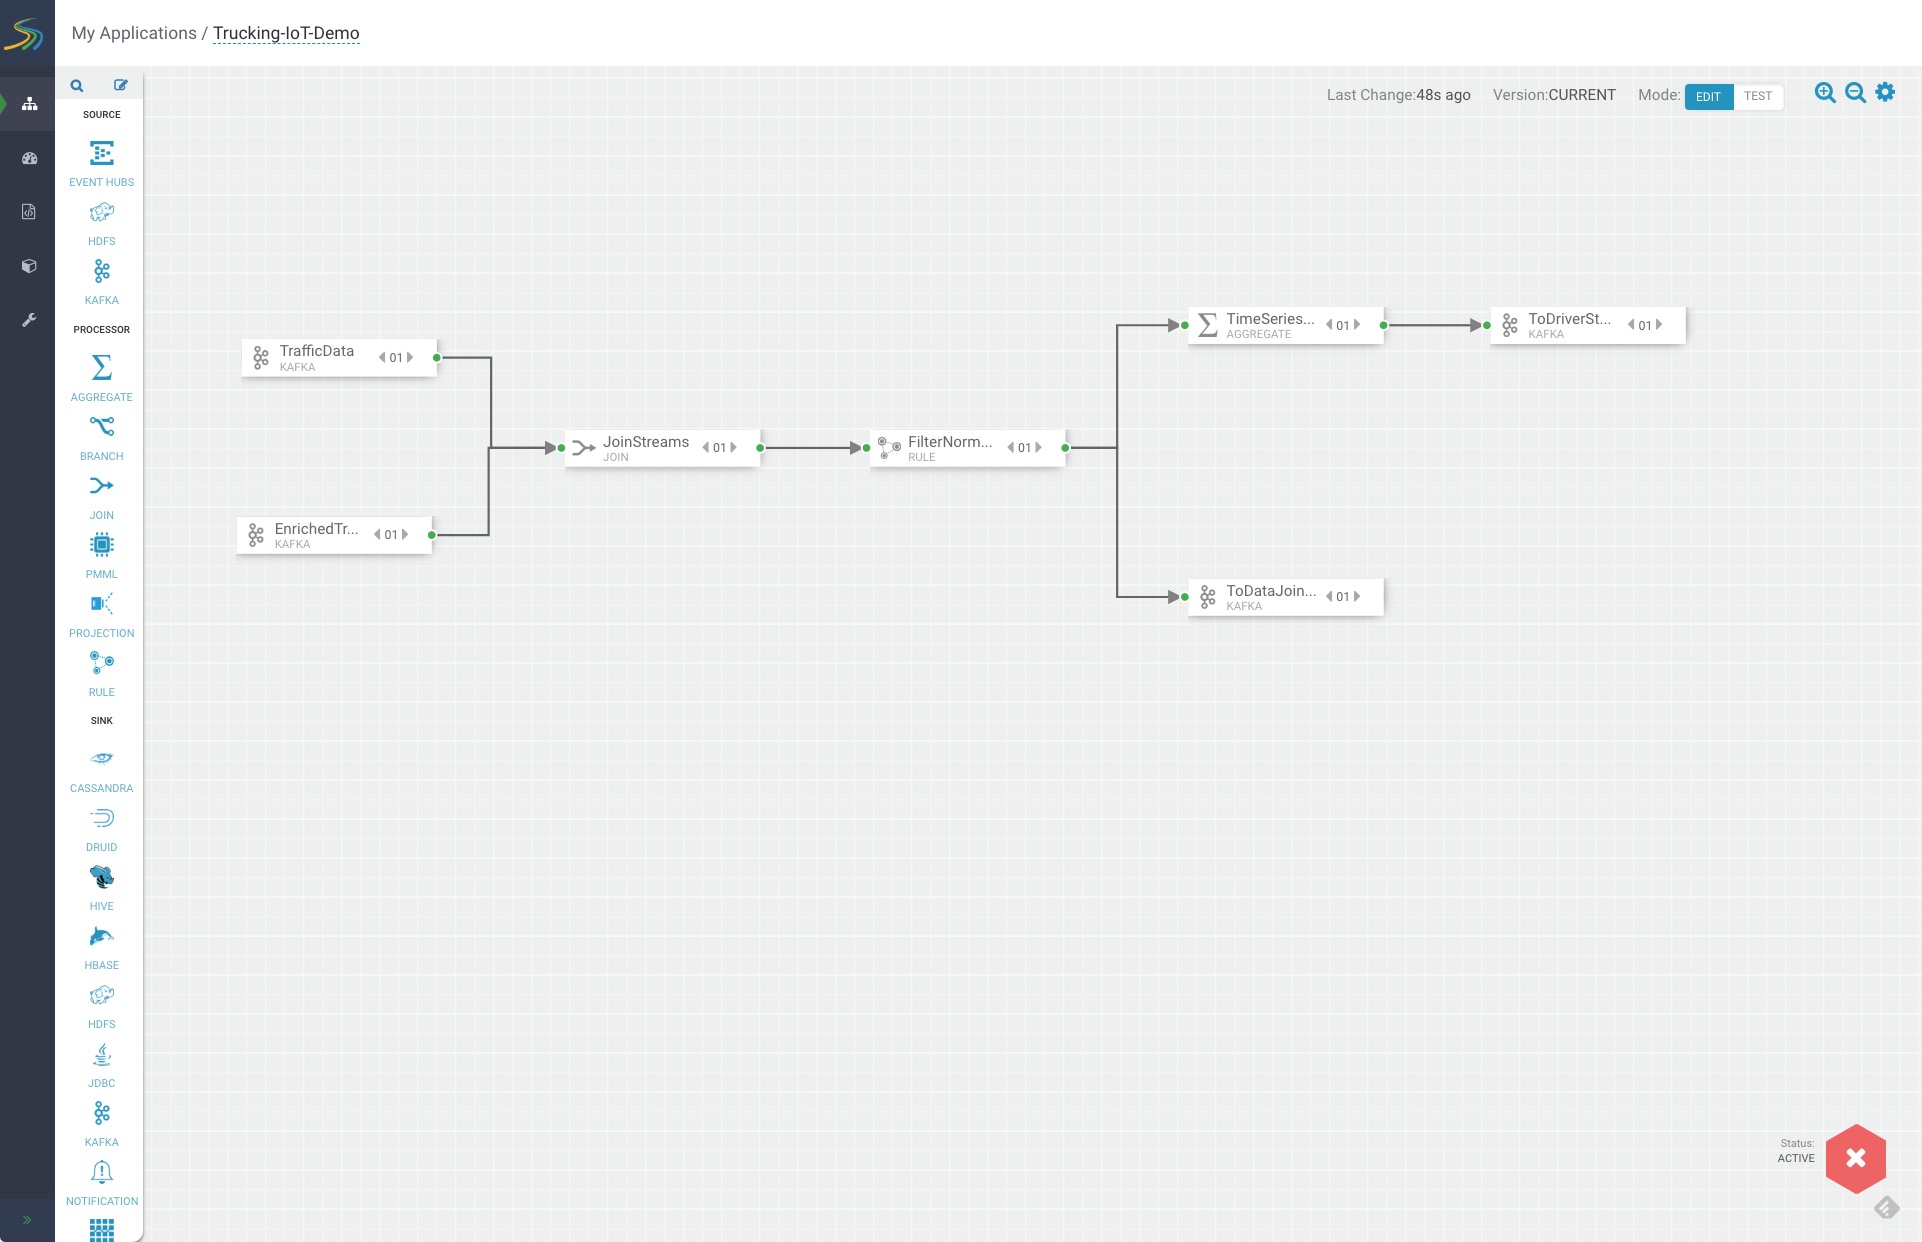 My Applications / Trucking-IoT-Demo
Last Change:48s ago Version:CURRENT Mode: EDIT TEST
SOURCE
EVENT HUBS
HDFS
KAFKA
PROCESSOR
AGGREGATE
BRANCH
JOIN
PMML
PROJECTION
RULE
SINK
CASSANDRA
DRUID
HIVE
HBASE
HDFS
JDBC
KAFKA
NOTIFICATION
TrafficData 01
KAFKA
EnrichedTr... 01
KAFKA
JoinStreams 01
JOIN
FilterNorm... 01
RULE
TimeSeries... 01
AGGREGATE
ToDriverSt... 01
KAFKA
ToDataJoin... 01
KAFKA
Status:
ACTIVE